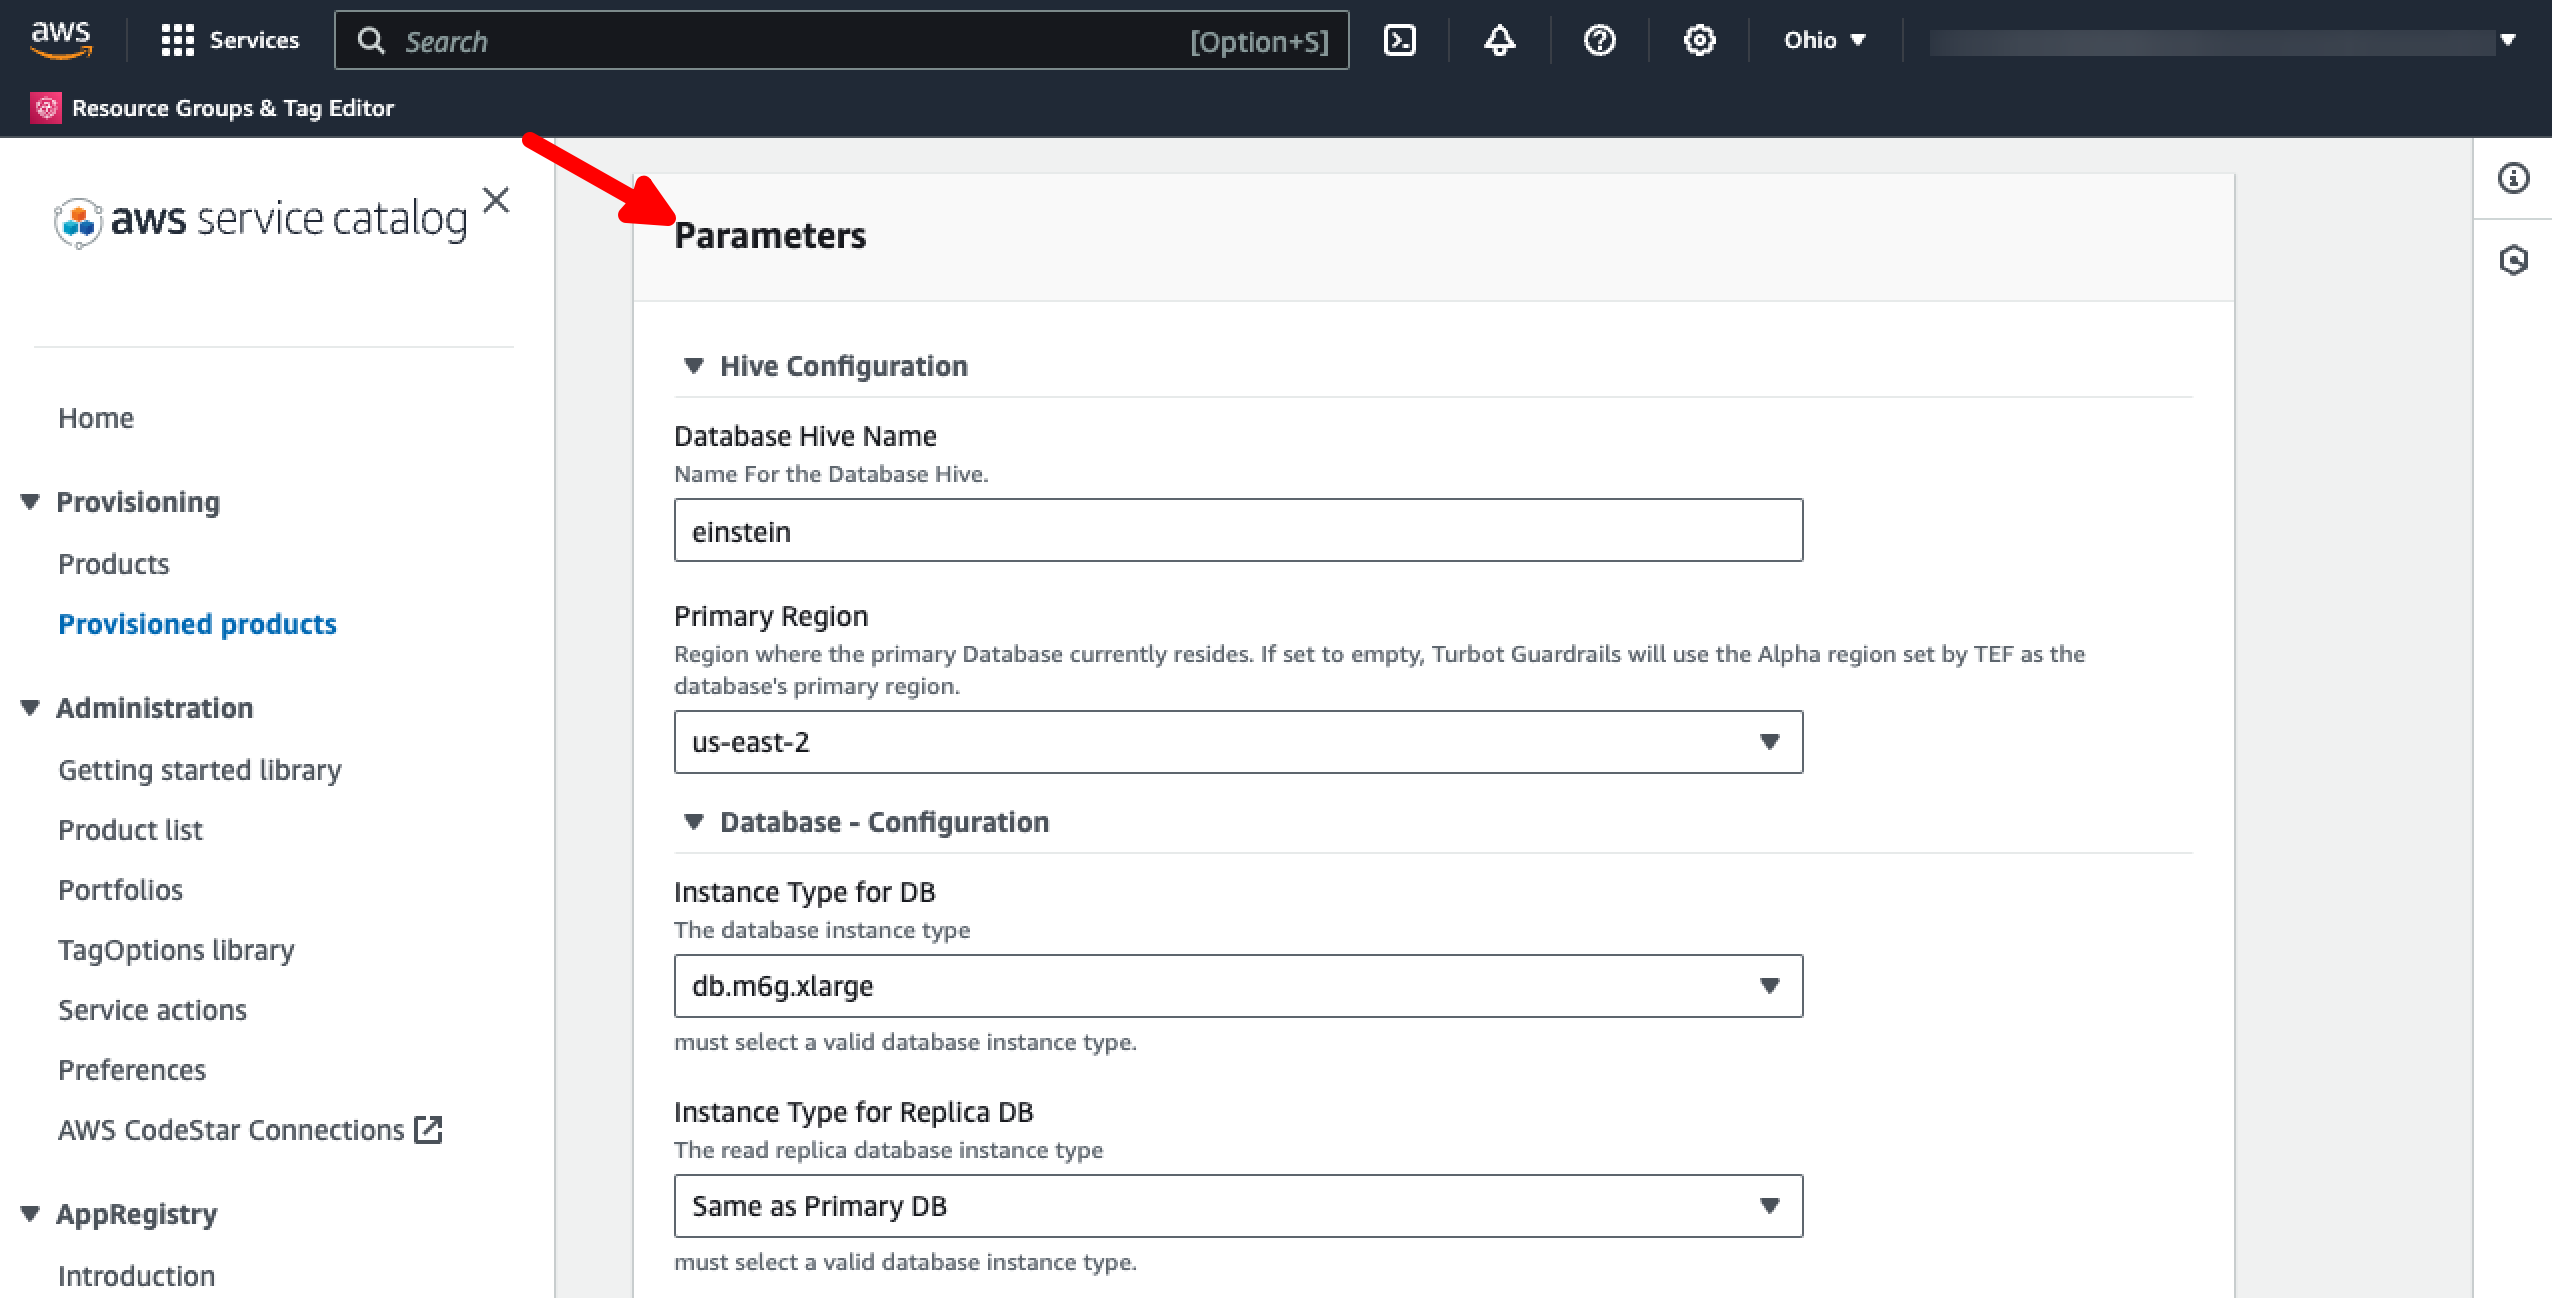 aws
Services
Search
[Option+S]
Ohio
Resource Groups & Tag Editor
aws service catalog
Home
Provisioning
Products
Provisioned products
Administration
Getting started library
Product list
Portfolios
TagOptions library
Service actions
Preferences
AWS CodeStar Connections
AppRegistry
Introduction
Parameters
Hive Configuration
Database Hive Name
Name For the Database Hive.
einstein
Primary Region
Region where the primary Database currently resides. If set to empty, Turbot Guardrails will use the Alpha region set by TEF as the
database's primary region.
us-east-2
Database - Configuration
Instance Type for DB
The database instance type
db.m6g.xlarge
must select a valid database instance type.
Instance Type for Replica DB
The read replica database instance type
Same as Primary DB
must select a valid database instance type.